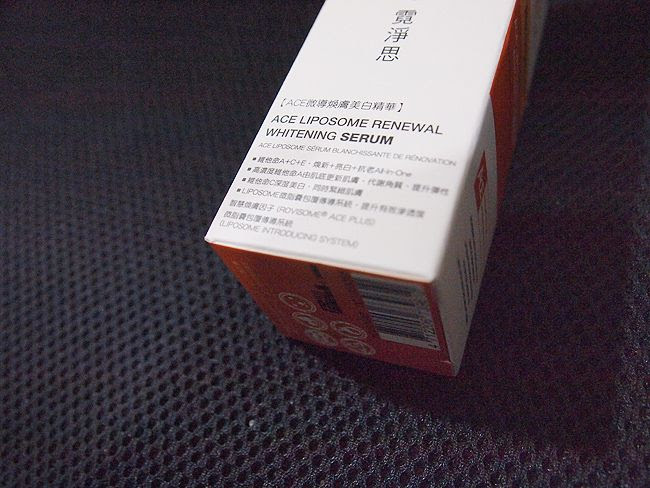 霓淨思
【ACE微導煥膚美白精華】
ACE LIPOSOME RENEWAL
WHITENING SERUM
ACE LIPOSOME SÉRUM BLANCHISSANTE DE RÉNOVATION
■維他命A+C+E,煥新+亮白+抗老All-in-One
■高濃度維他命A由肌底更新肌膚,代謝角質、提升彈性
■維他命C深度美白,同時緊緻肌膚
■LIPOSOME微脂囊包覆傳導系統,提升有效滲透度
智慧煥膚因子 (ROVISOME® ACE PLUS)
微脂囊包覆傳導系統
(LIPOSOME INTRODUCING SYSTEM)